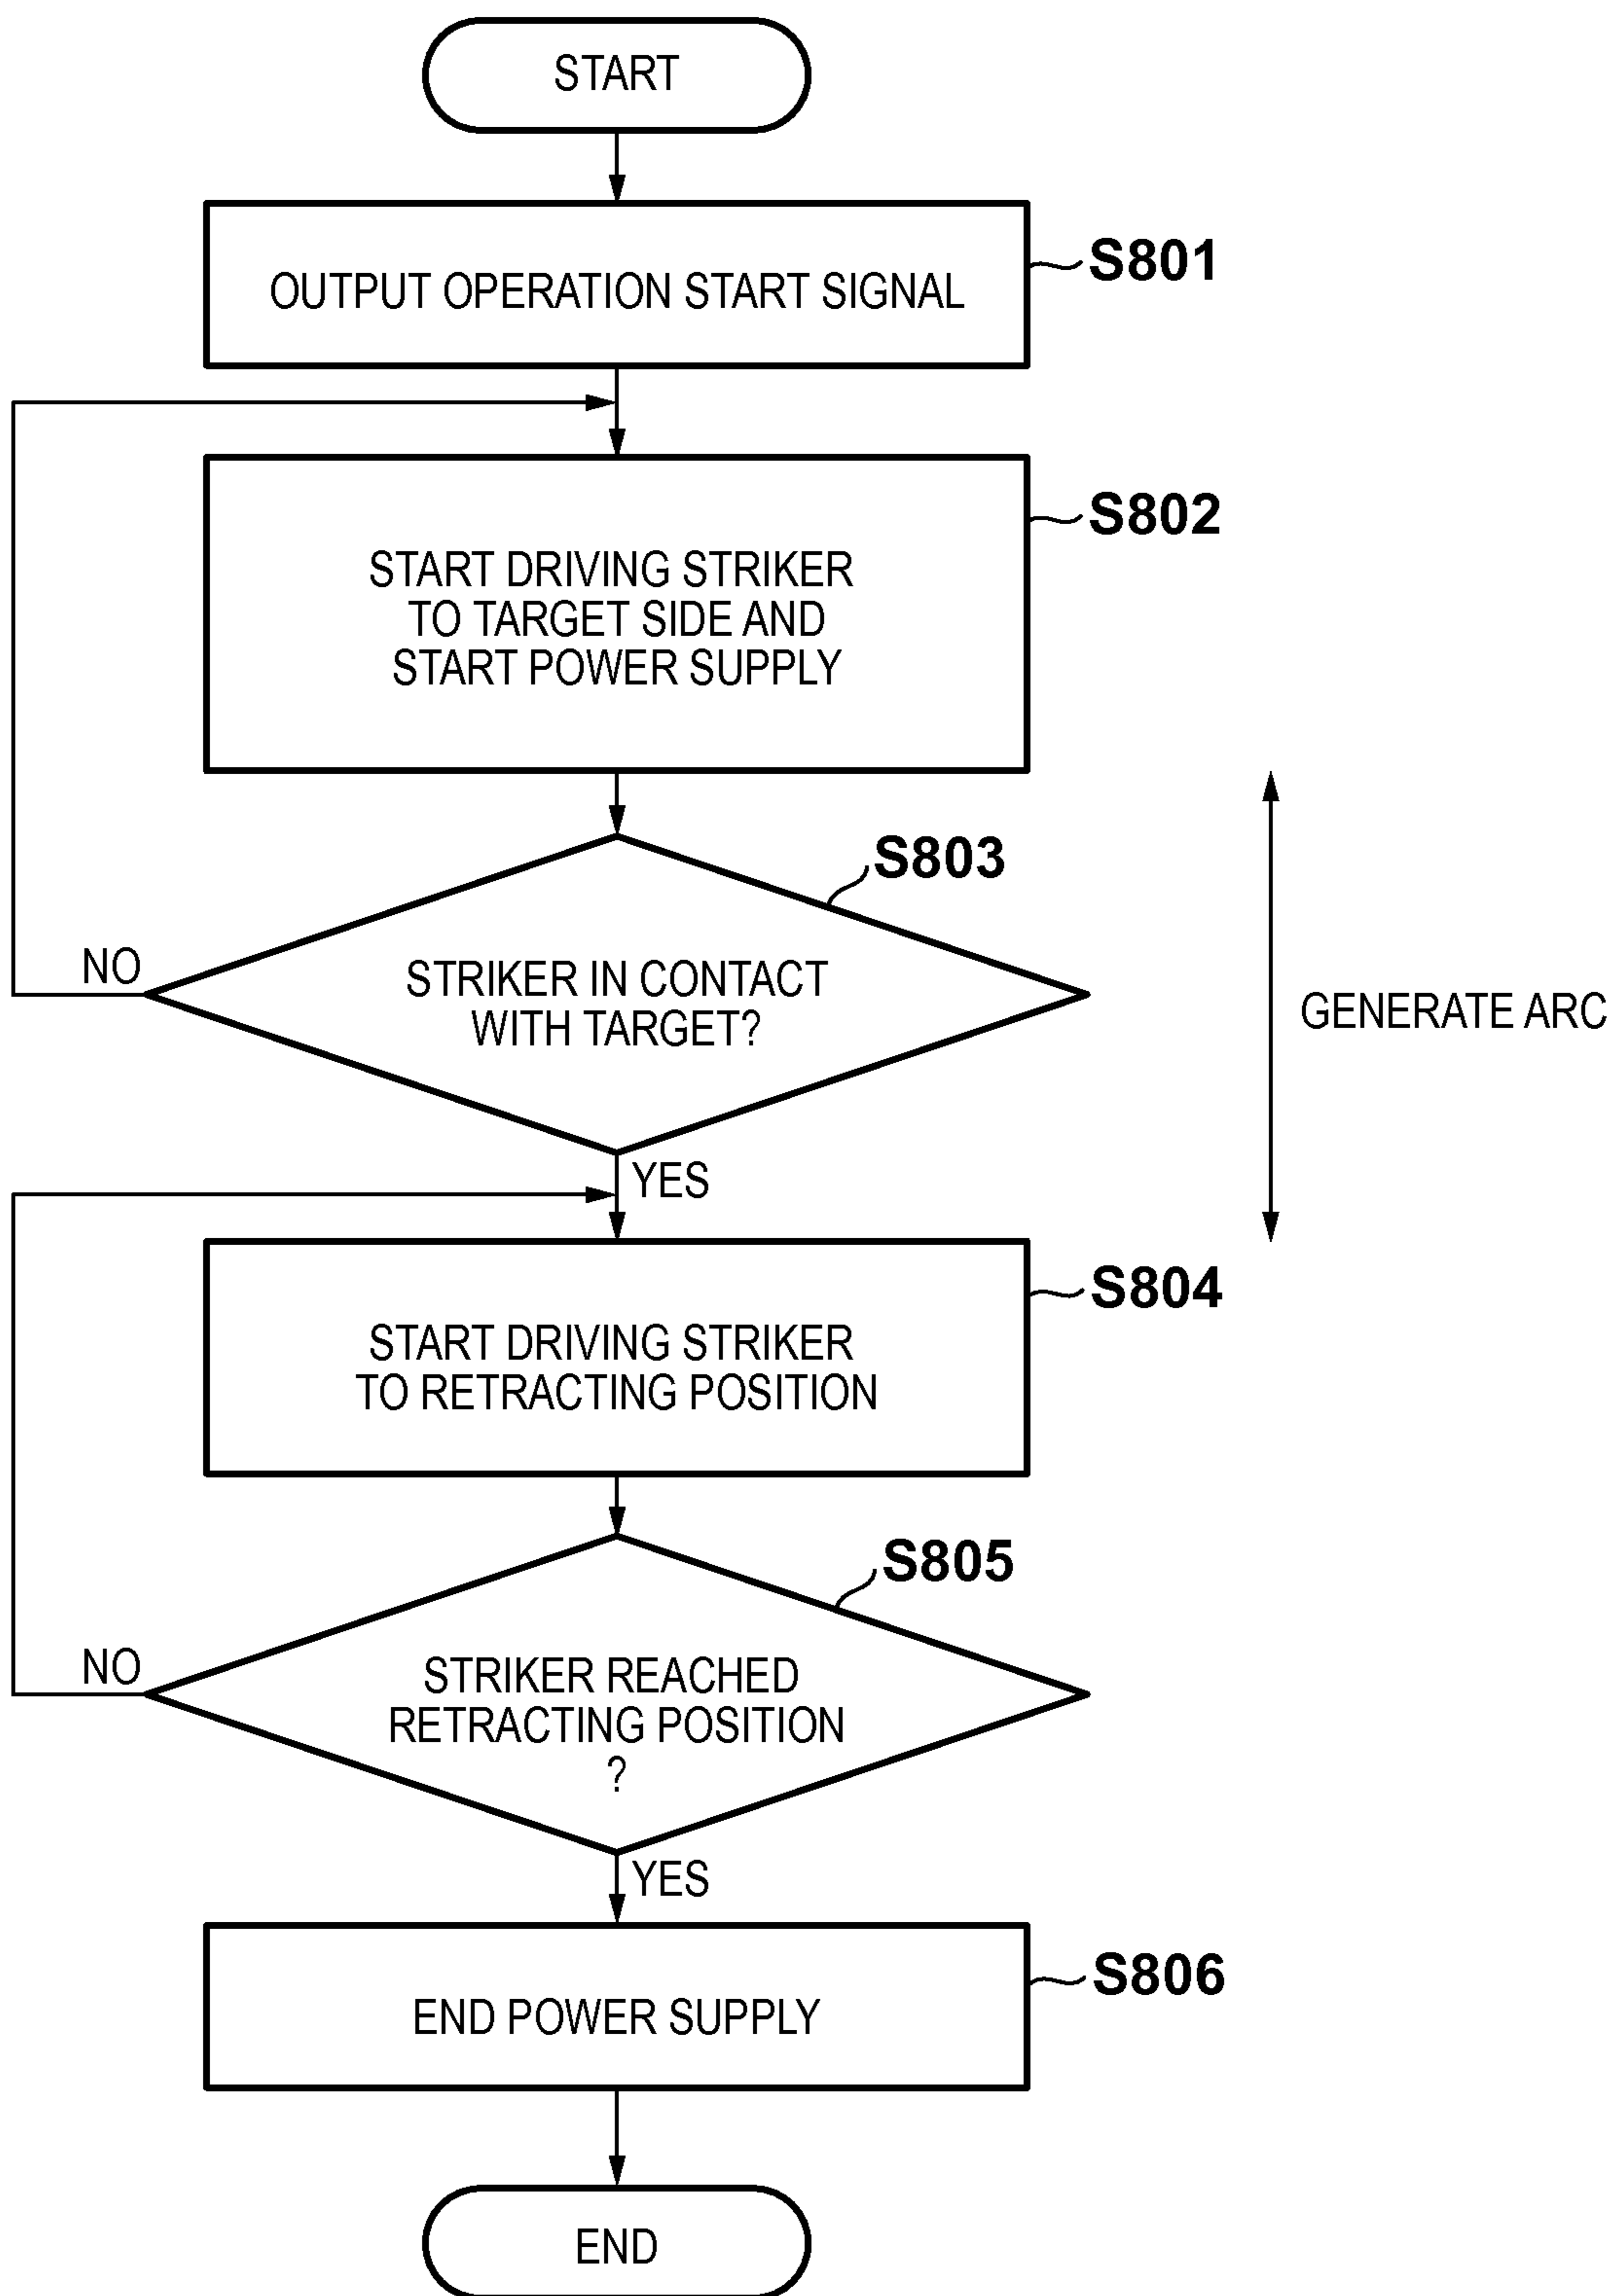 START
OUTPUT OPERATION START SIGNAL
S801
START DRIVING STRIKER
TO TARGET SIDE AND
START POWER SUPPLY
S802
STRIKER IN CONTACT
WITH TARGET?
S803
NO
YES
GENERATE ARC
START DRIVING STRIKER
TO RETRACTING POSITION
S804
STRIKER REACHED
RETRACTING POSITION
?
S805
NO
YES
END POWER SUPPLY
S806
END